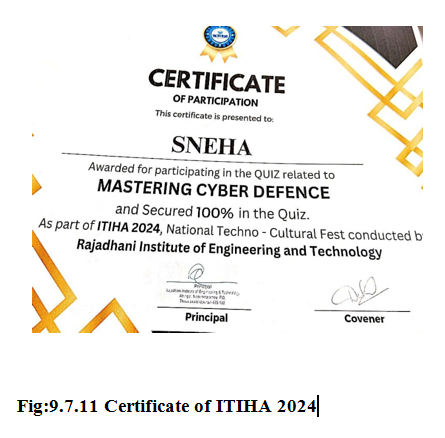 CERTIFICATE
OF PARTICIPATION
This certificate is presented to:
SNEHA
Awarded for participating in the QUIZ related to
MASTERING CYBER DEFENCE
and Secured 100% in the Quiz.
As part of ITIHA 2024, National Techno - Cultural Fest conducted by
Rajadhani Institute of Engineering and Technology
Principal
Principal
Covener
Fig:9.7.11 Certificate of ITIHA 2024